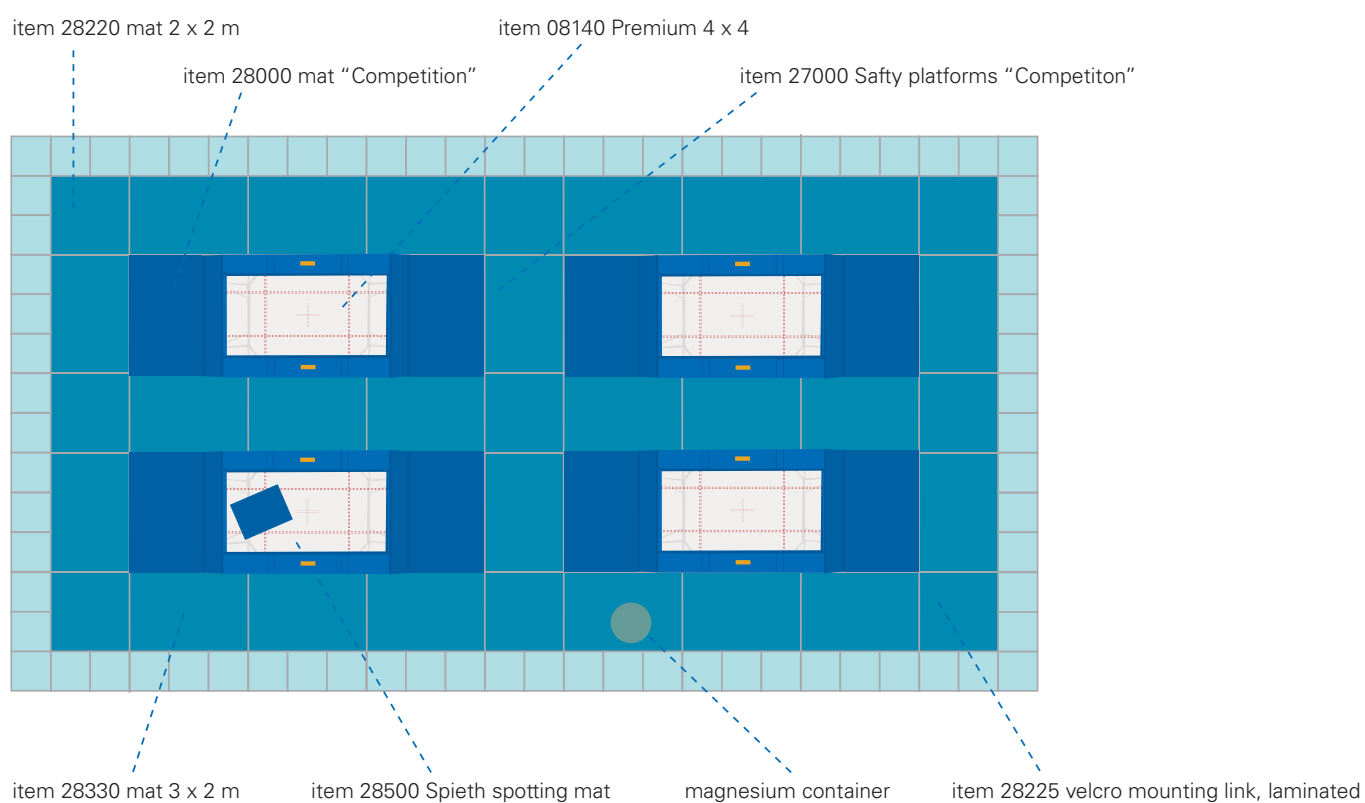 item 28220 mat 2 x 2 m
item 08140 Premium 4 x 4
item 28000 mat “Competition”
item 27000 Safty platforms “Competiton”
item 28330 mat 3 x 2 m
item 28500 Spieth spotting mat
magnesium container
item 28225 velcro mounting link, laminated